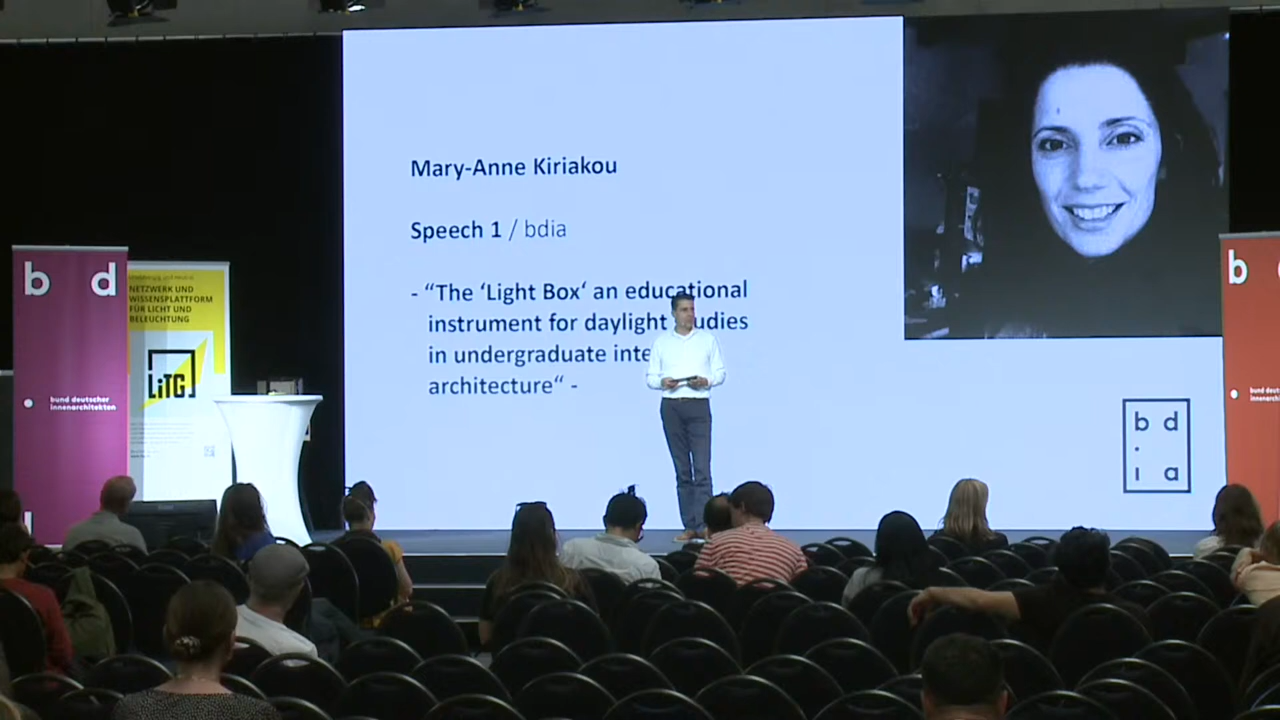 Mary-Anne Kiriakou
Speech 1 / bdia
- “The ‘Light Box‘ an educational
instrument for daylight
udies
in undergraduate
architecture“ -
b d
bund deutscher
innenarchitekten
NETZWERK UND
WISSENSPLATTFORM
FÜR LICHT UND
BELEUCHTUNG
LiTG
b d
i a
b